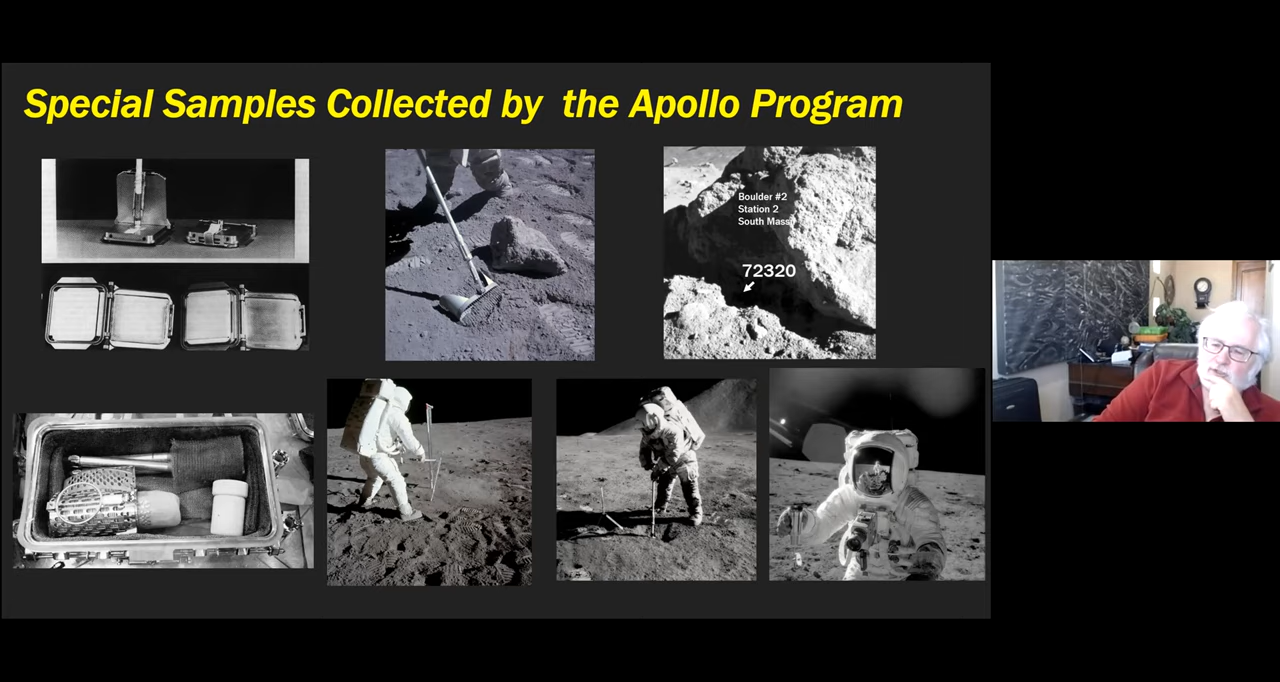 Special Samples Collected by the Apollo Program
Boulder #2
Station 2
South Massif
72320